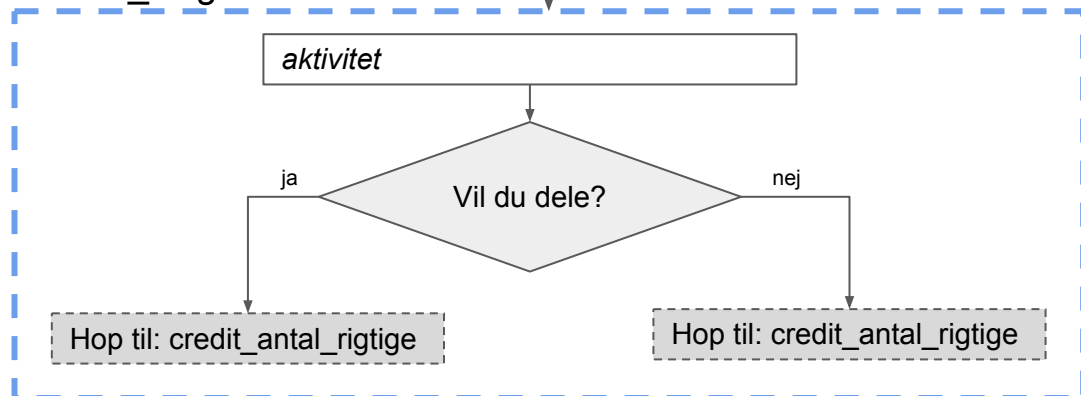 aktivitet
Vil du dele?
ja
nej
Hop til: credit_antal_rigtige
Hop til: credit_antal_rigtige